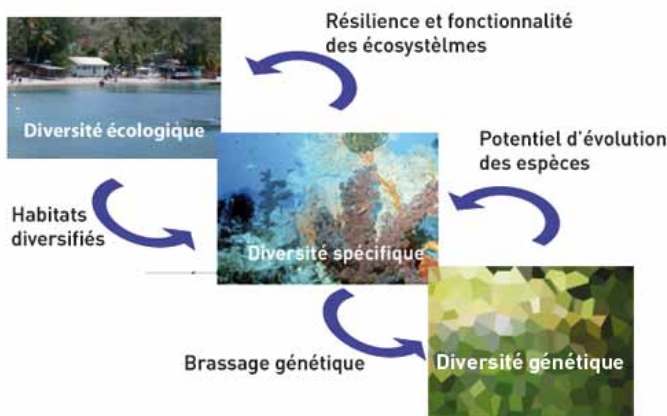 Résilience et fonctionnalité
des écosystèlmes
Diversité écologique
Potentiel d'évolution
des espèces
Habitats
diversifiés
Diversité spécifique
Brassage génétique
Diversité génétique